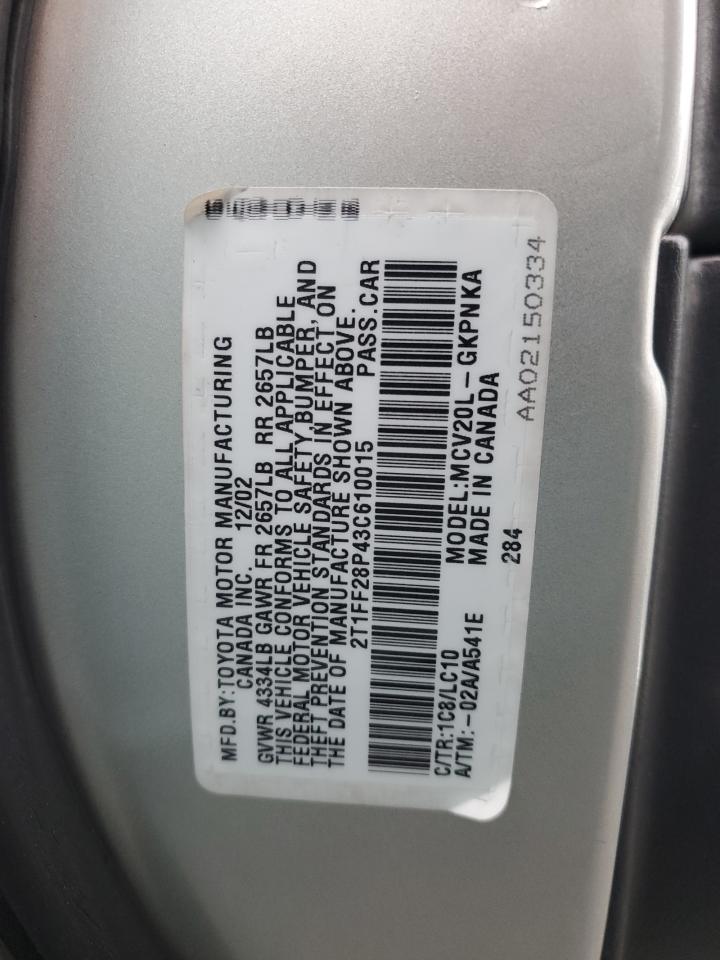 MFD.BY:TOYOTA MOTOR MANUFACTURING
CANADA INC. 12/02
GVWR 4334LB GAWR FR 2657LB RR 2657LB
THIS VEHICLE CONFORMS TO ALL APPLICABLE
FEDERAL MOTOR VEHICLE SAFETY,BUMPER, AND
THEFT PREVENTION STANDARDS IN EFFECT ON
THE DATE OF MANUFACTURE SHOWN ABOVE.
2T1FF28P43C610015 PASS.CAR
C/TR:1C8/LC10 MODEL:MCV20L-GKPNKA
A/TM:-02A/A541E MADE IN CANADA
284
AA02150334